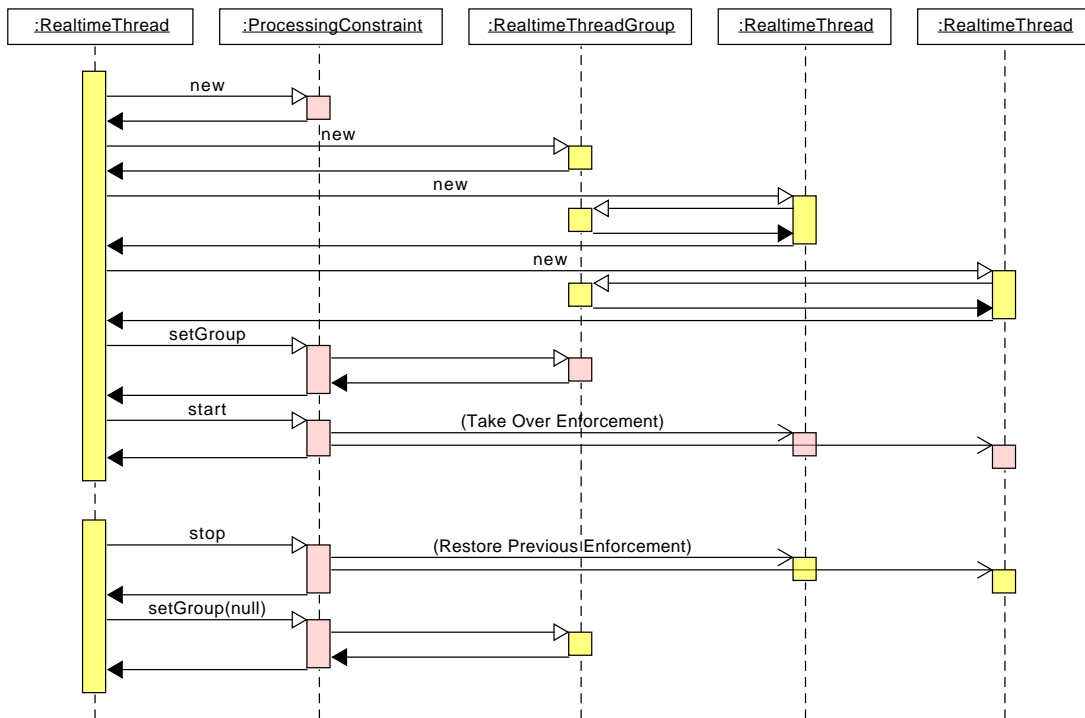 :RealtimeThread :ProcessingConstraint :RealtimeThreadGroup :RealtimeThread :RealtimeThread
new
new
new
new
setGroup
start
(Take Over Enforcement)
stop
(Restore Previous Enforcement)
setGroup(null)